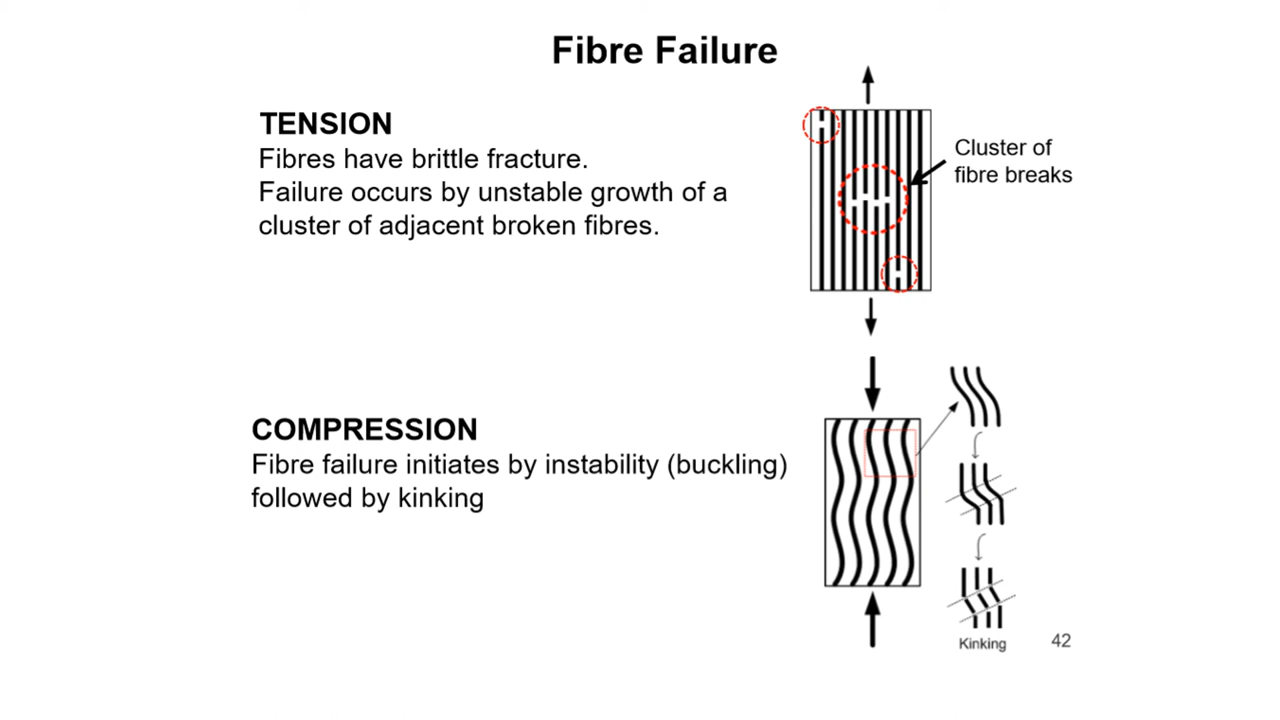 Fibre Failure
TENSION
Fibres have brittle fracture.
Failure occurs by unstable growth of a
cluster of adjacent broken fibres.
Cluster of
fibre breaks
COMPRESSION
Fibre failure initiates by instability (buckling)
followed by kinking
Kinking
42